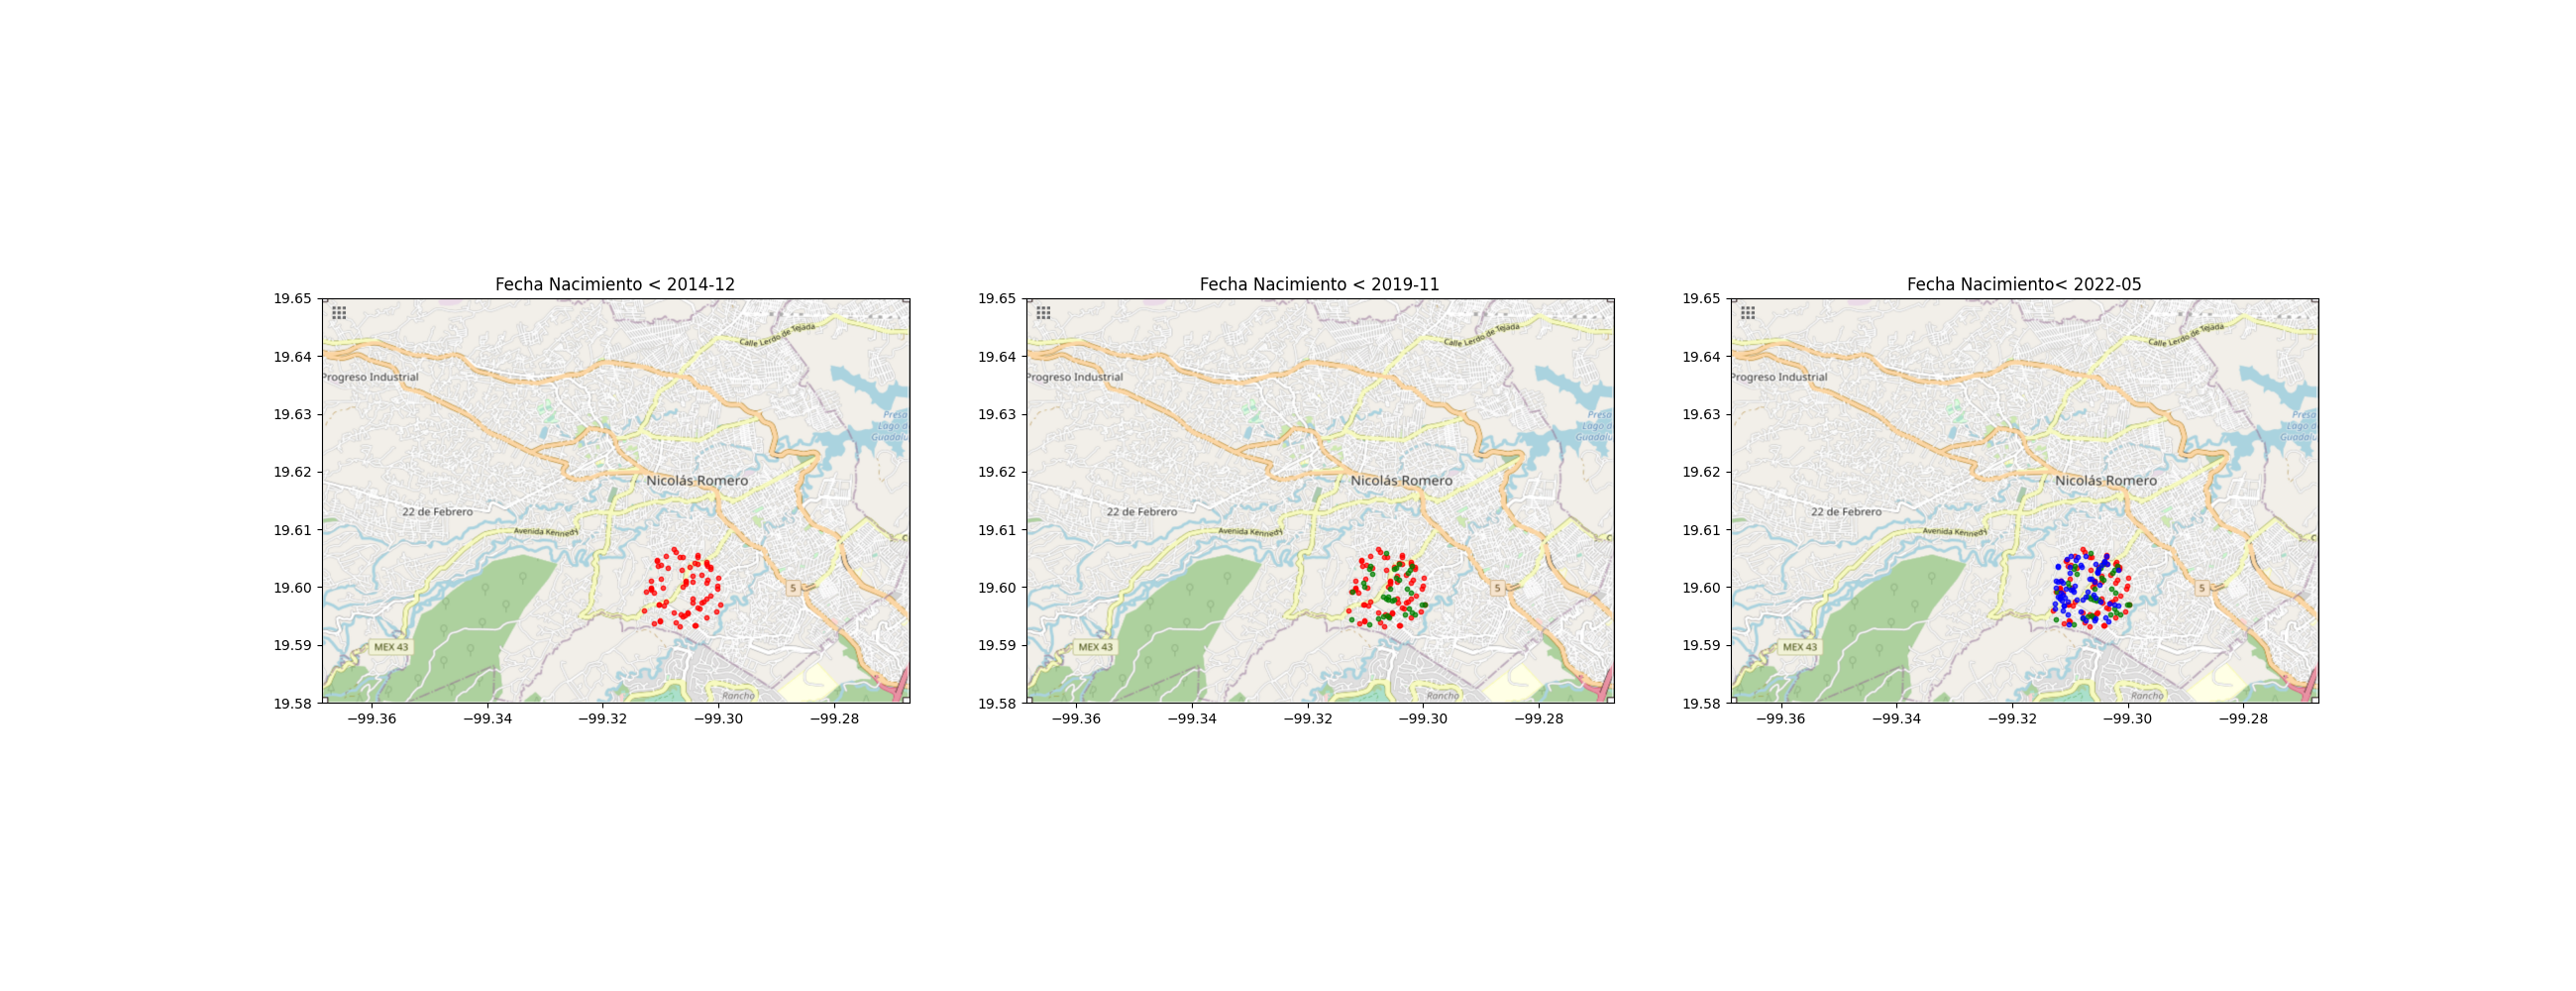 Fecha Nacimiento < 2014-12
19.65
19.64
19.63
19.62
19.61
19.60
19.59
19.58
−99.36
−99.34
−99.32
−99.30
−99.28
Calle Lerdo de Tejada
Progreso Industrial
Presa
Lago de
Nicolás Romero
22 de Febrero
Avenida Kennedy
5
MEX 43
Rancho
Fecha Nacimiento < 2019-11
19.65
19.64
19.63
19.62
19.61
19.60
19.59
19.58
−99.36
−99.34
−99.32
−99.30
−99.28
Calle Lerdo de Tejada
Progreso Industrial
Presa
Lago de
Nicolás Romero
22 de Febrero
Avenida Kennedy
5
MEX 43
Rancho
Fecha Nacimiento< 2022-05
19.65
19.64
19.63
19.62
19.61
19.60
19.59
19.58
−99.36
−99.34
−99.32
−99.30
−99.28
Calle Lerdo de Tejada
Progreso Industrial
Presa
Lago de
Nicolás Romero
22 de Febrero
Avenida Kennedy
5
MEX 43
Rancho